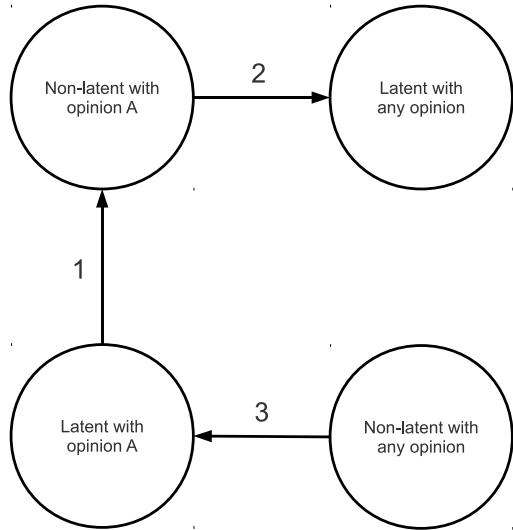 Non-latent with
opinion A
2
Latent with
any opinion
1
Latent with
opinion A
3
Non-latent with
any opinion